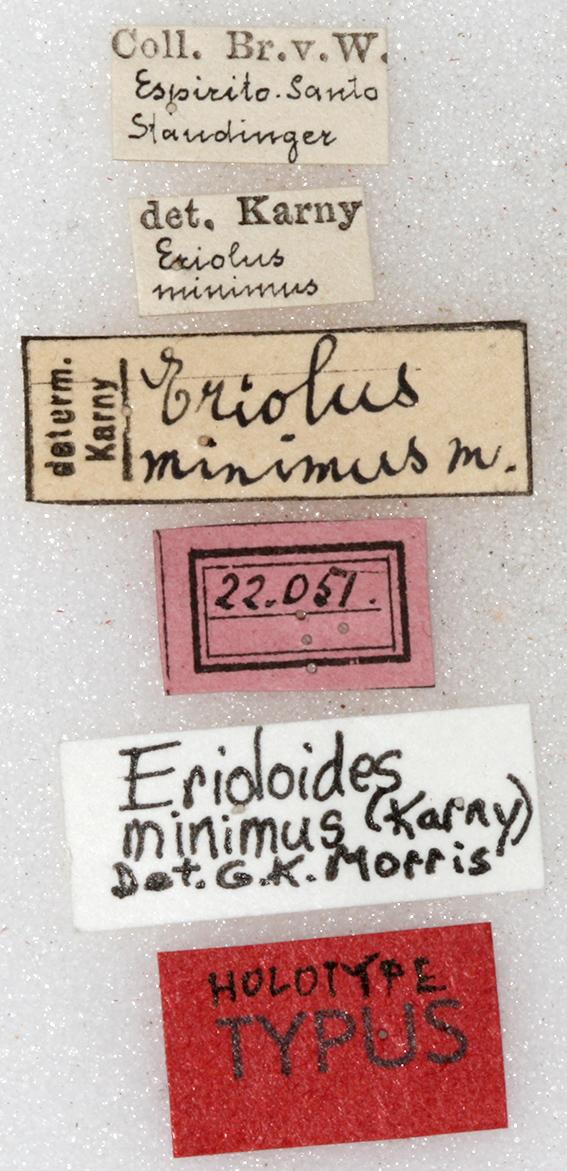 Coll. Br.v.W.
Espirito-Santo
Staudinger
det. Karny
Eriolus
minimus
determ.
Karny
Eriolus
minimus m.
22.051.
Erioloides
minimus (Karny)
Det. G.K. Morris
HOLOTYPE
TYPUS